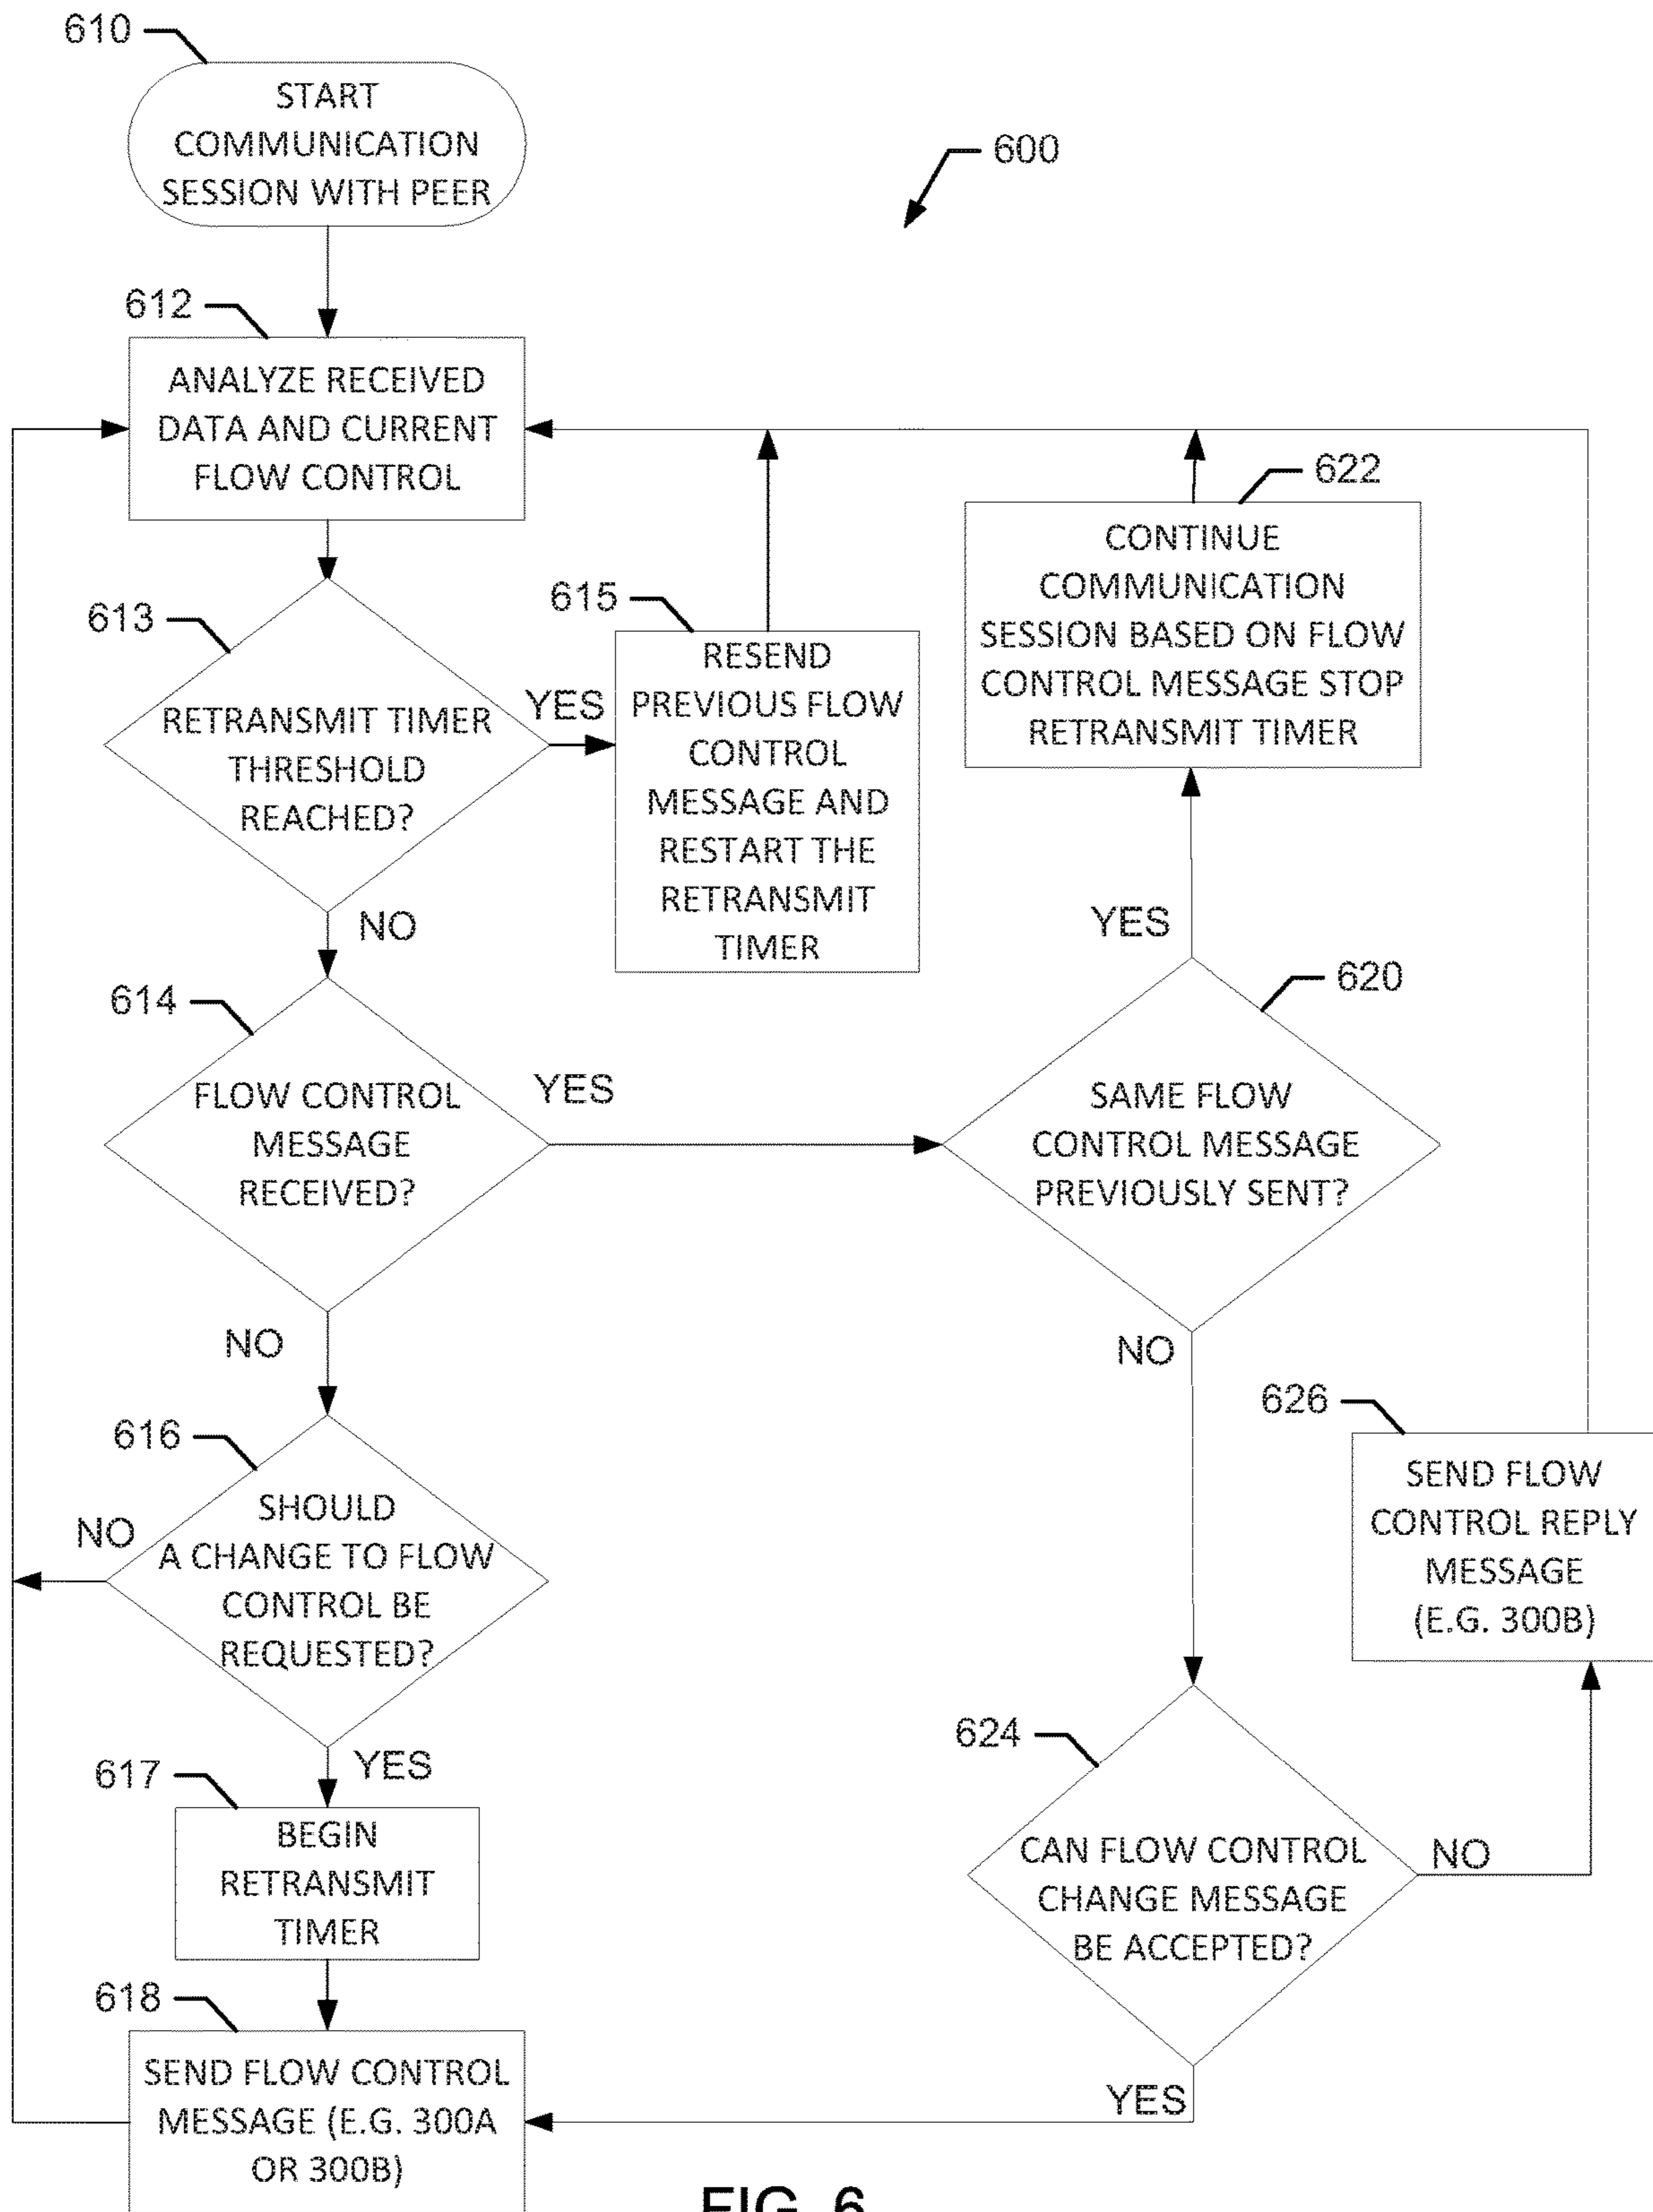 610
START
COMMUNICATION
SESSION WITH PEER
600
612
ANALYZE RECEIVED
DATA AND CURRENT
FLOW CONTROL
613
RETRANSMIT TIMER
THRESHOLD
REACHED?
YES
NO
615
RESEND
PREVIOUS FLOW
CONTROL
MESSAGE AND
RESTART THE
RETRANSMIT
TIMER
622
CONTINUE
COMMUNICATION
SESSION BASED ON FLOW
CONTROL MESSAGE STOP
RETRANSMIT TIMER
614
FLOW CONTROL
MESSAGE
RECEIVED?
YES
NO
620
YES
SAME FLOW
CONTROL MESSAGE
PREVIOUSLY SENT?
NO
616
SHOULD
A CHANGE TO FLOW
CONTROL BE
REQUESTED?
NO
YES
626
SEND FLOW
CONTROL REPLY
MESSAGE
(E.G. 300B)
617
BEGIN
RETRANSMIT
TIMER
624
CAN FLOW CONTROL
CHANGE MESSAGE
BE ACCEPTED?
NO
YES
618
SEND FLOW CONTROL
MESSAGE (E.G. 300A
OR 300B)
FIG. 6